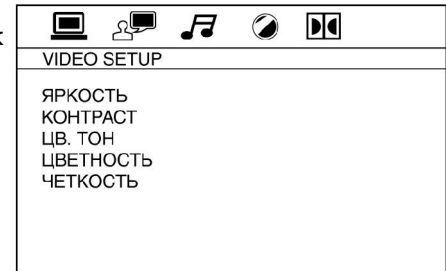 к
VIDEO SETUP
ЯРКОСТЬ
КОНТРАСТ
ЦВ. ТОН
ЦВЕТНОСТЬ
ЧЕТКОСТЬ